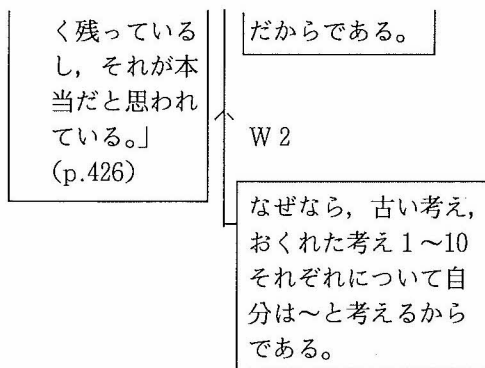 く残っている
し，それが本
当だと思われ
ている。」
(p.426)
だからである。
W 2
なぜなら，古い考え，
おくれた考え 1～10
それぞれについて自
分は～と考えるから
である。